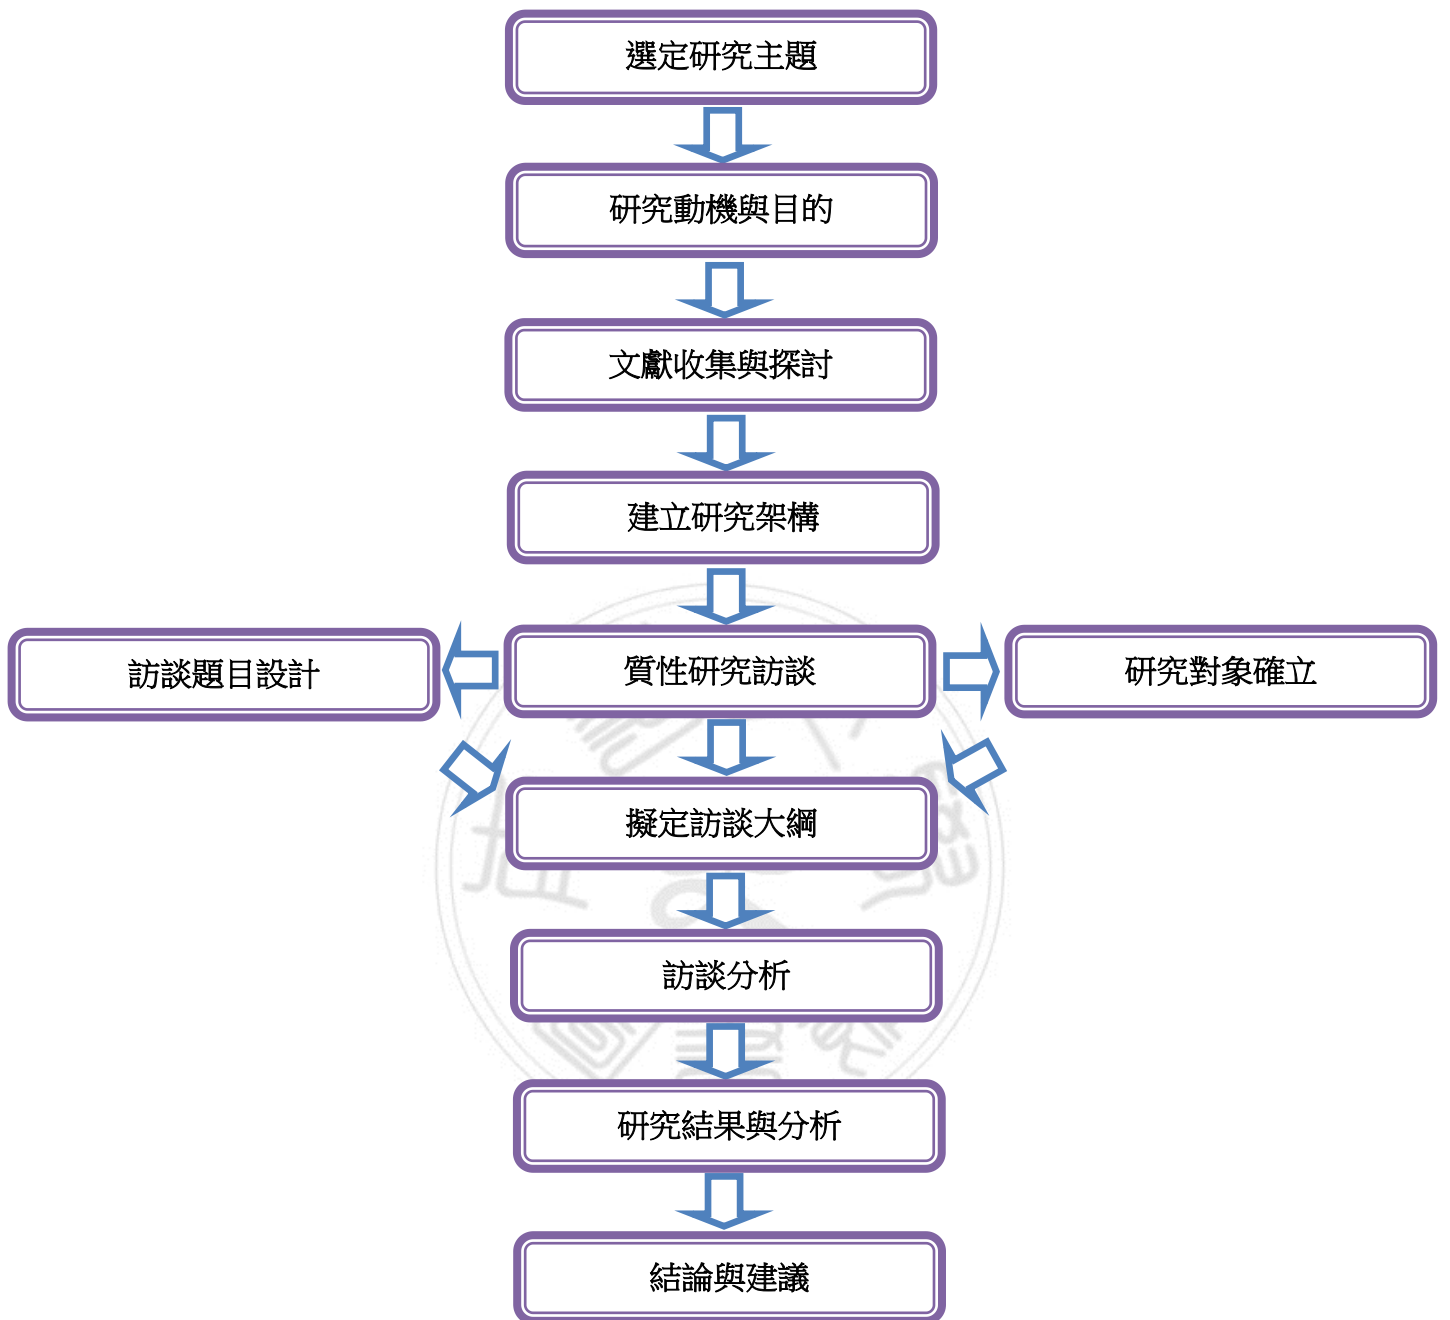 選定研究主題
研究動機與目的
文獻收集與探討
建立研究架構
訪談題目設計
質性研究訪談
研究對象確立
擬定訪談大綱
訪談分析
研究結果與分析
結論與建議